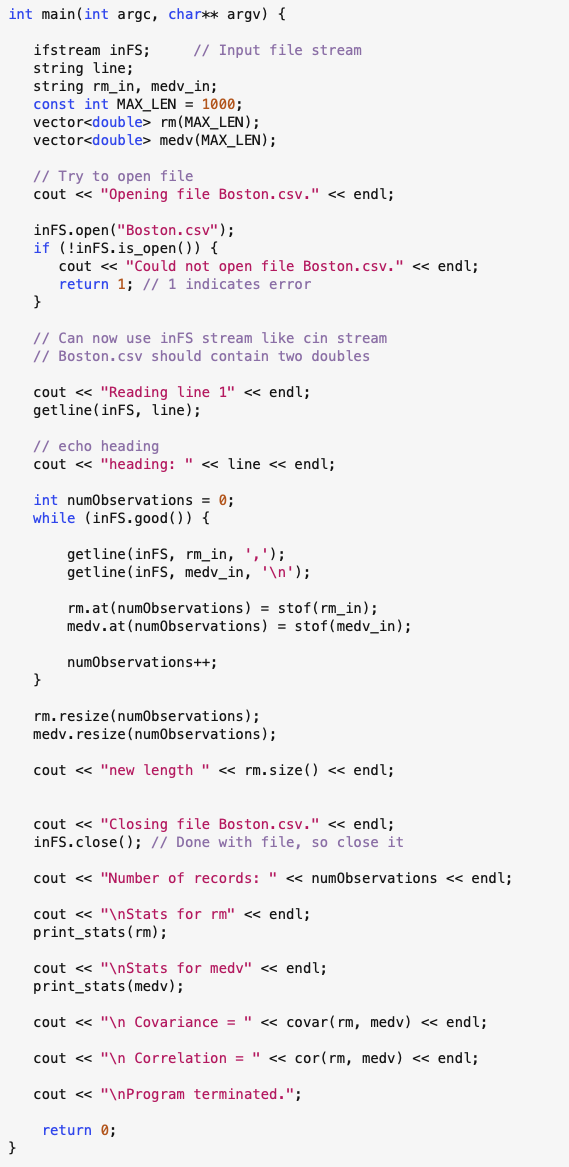 int main(int argc, char** argv) {
ifstream inFS;     // Input file stream
string line;
string rm_in, medv_in;
const int MAX_LEN = 1000;
vector<double> rm(MAX_LEN);
vector<double> medv(MAX_LEN);
// Try to open file
cout << "Opening file Boston.csv." << endl;
inFS.open("Boston.csv");
if (!inFS.is_open()) {
cout << "Could not open file Boston.csv." << endl;
return 1; // 1 indicates error
}
// Can now use inFS stream like cin stream
// Boston.csv should contain two doubles
cout << "Reading line 1" << endl;
getline(inFS, line);
// echo heading
cout << "heading: " << line << endl;
int numObservations = 0;
while (inFS.good()) {
getline(inFS, rm_in, ',');
getline(inFS, medv_in, '\n');
rm.at(numObservations) = stof(rm_in);
medv.at(numObservations) = stof(medv_in);
numObservations++;
}
rm.resize(numObservations);
medv.resize(numObservations);
cout << "new length " << rm.size() << endl;
cout << "Closing file Boston.csv." << endl;
inFS.close(); // Done with file, so close it
cout << "Number of records: " << numObservations << endl;
cout << "\nStats for rm" << endl;
print_stats(rm);
cout << "\nStats for medv" << endl;
print_stats(medv);
cout << "\n Covariance = " << covar(rm, medv) << endl;
cout << "\n Correlation = " << cor(rm, medv) << endl;
cout << "\nProgram terminated.";
return 0;
}